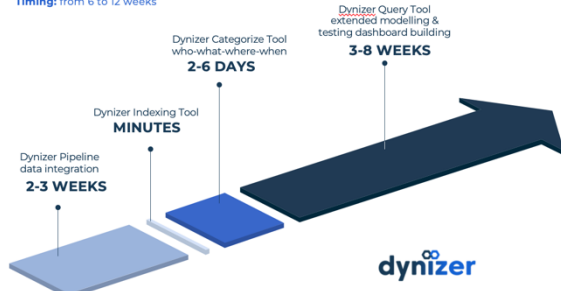 Timing: from 6 to 12 weeks
Dynizer Query Tool
extended modelling &
testing dashboard building
3-8 WEEKS
Dynizer Categorize Tool
who-what-where-when
2-6 DAYS
Dynizer Indexing Tool
MINUTES
Dynizer Pipeline
data integration
2-3 WEEKS
dynizer